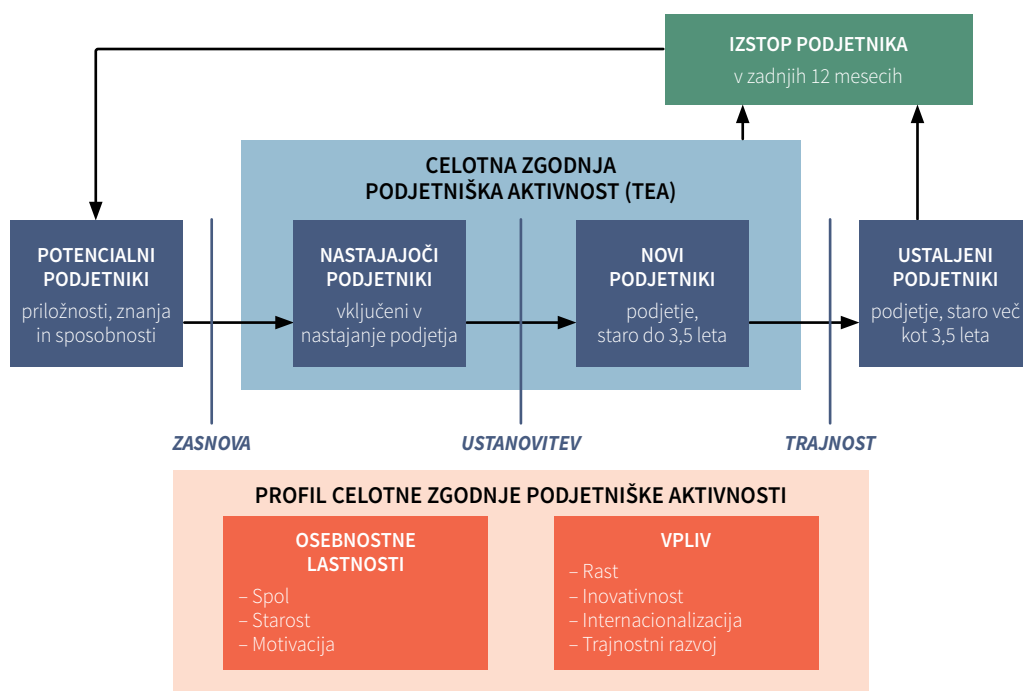 IZSTOP PODJETNIKA
v zadnjih 12 mesecih
CELOTNA ZGODNJA
PODJETNIŠKA AKTIVNOST (TEA)
POTENCIALNI
PODJETNIKI
priložnosti, znanja
in sposobnosti
NASTAJAJOČI
PODJETNIKI
vključeni v
nastajanje podjetja
NOVI
PODJETNIKI
podjetje,
staro do 3,5 leta
USTALJENI
PODJETNIKI
podjetje, staro več
kot 3,5 leta
ZASNOVA
USTANOVITEV
TRAJNOST
PROFIL CELOTNE ZGODNJE PODJETNIŠKE AKTIVNOSTI
OSEBNOSTNE
LASTNOSTI
– Spol
– Starost
– Motivacija
VPLIV
– Rast
– Inovativnost
– Internacionalizacija
– Trajnostni razvoj